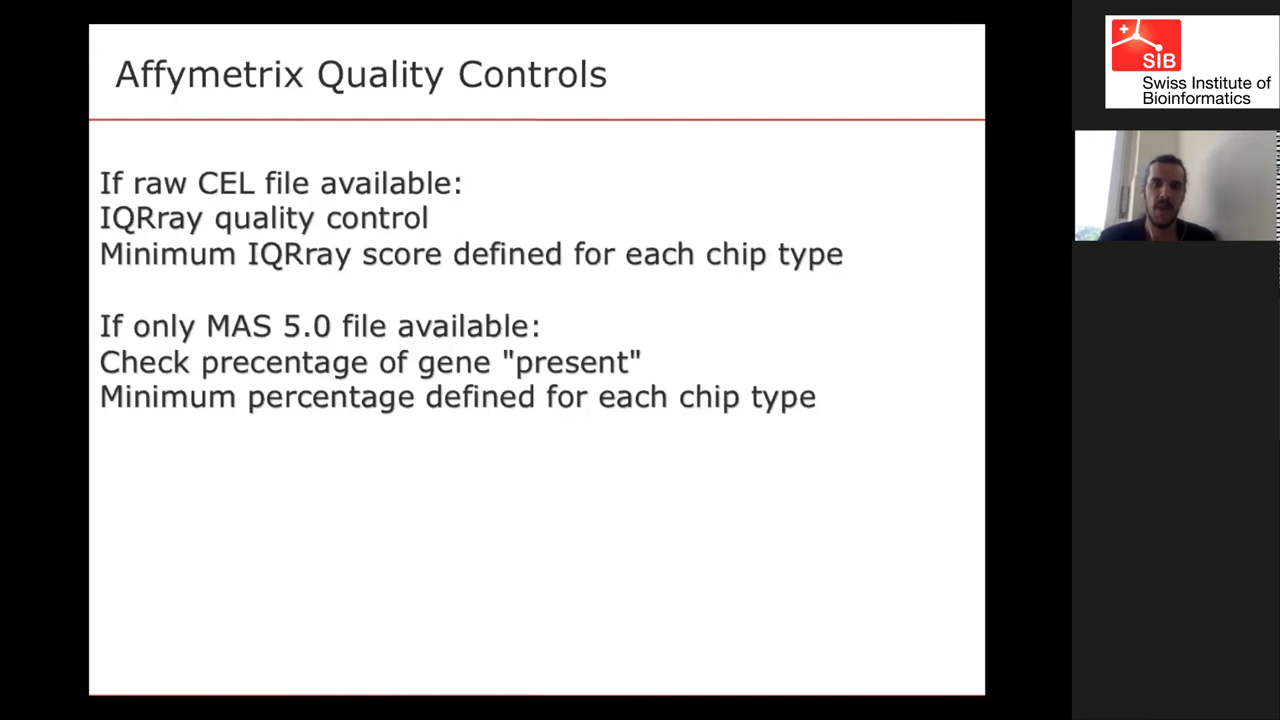 Affymetrix Quality Controls
If raw CEL file available:
IQRray quality control
Minimum IQRray score defined for each chip type
If only MAS 5.0 file available:
Check precentage of gene "present"
Minimum percentage defined for each chip type
SIB
Swiss Institute of
Bioinformatics